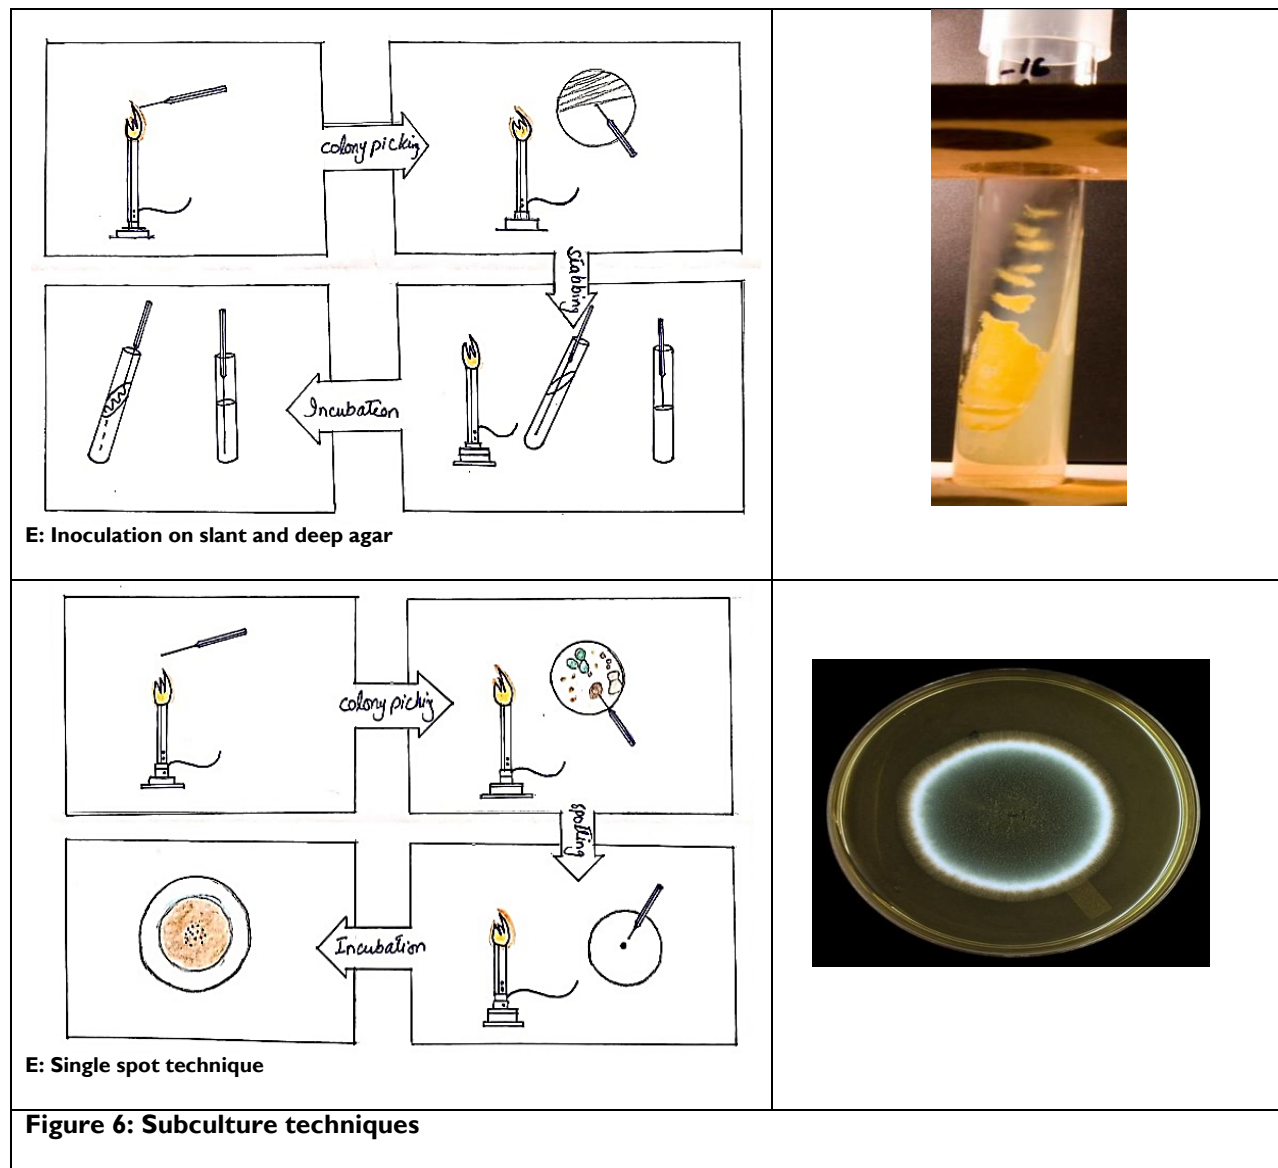 colony picking
stabbing
Incubation
E: Inoculation on slant and deep agar
-16
colony picking
spotting
Incubation
E: Single spot technique
Figure 6: Subculture techniques